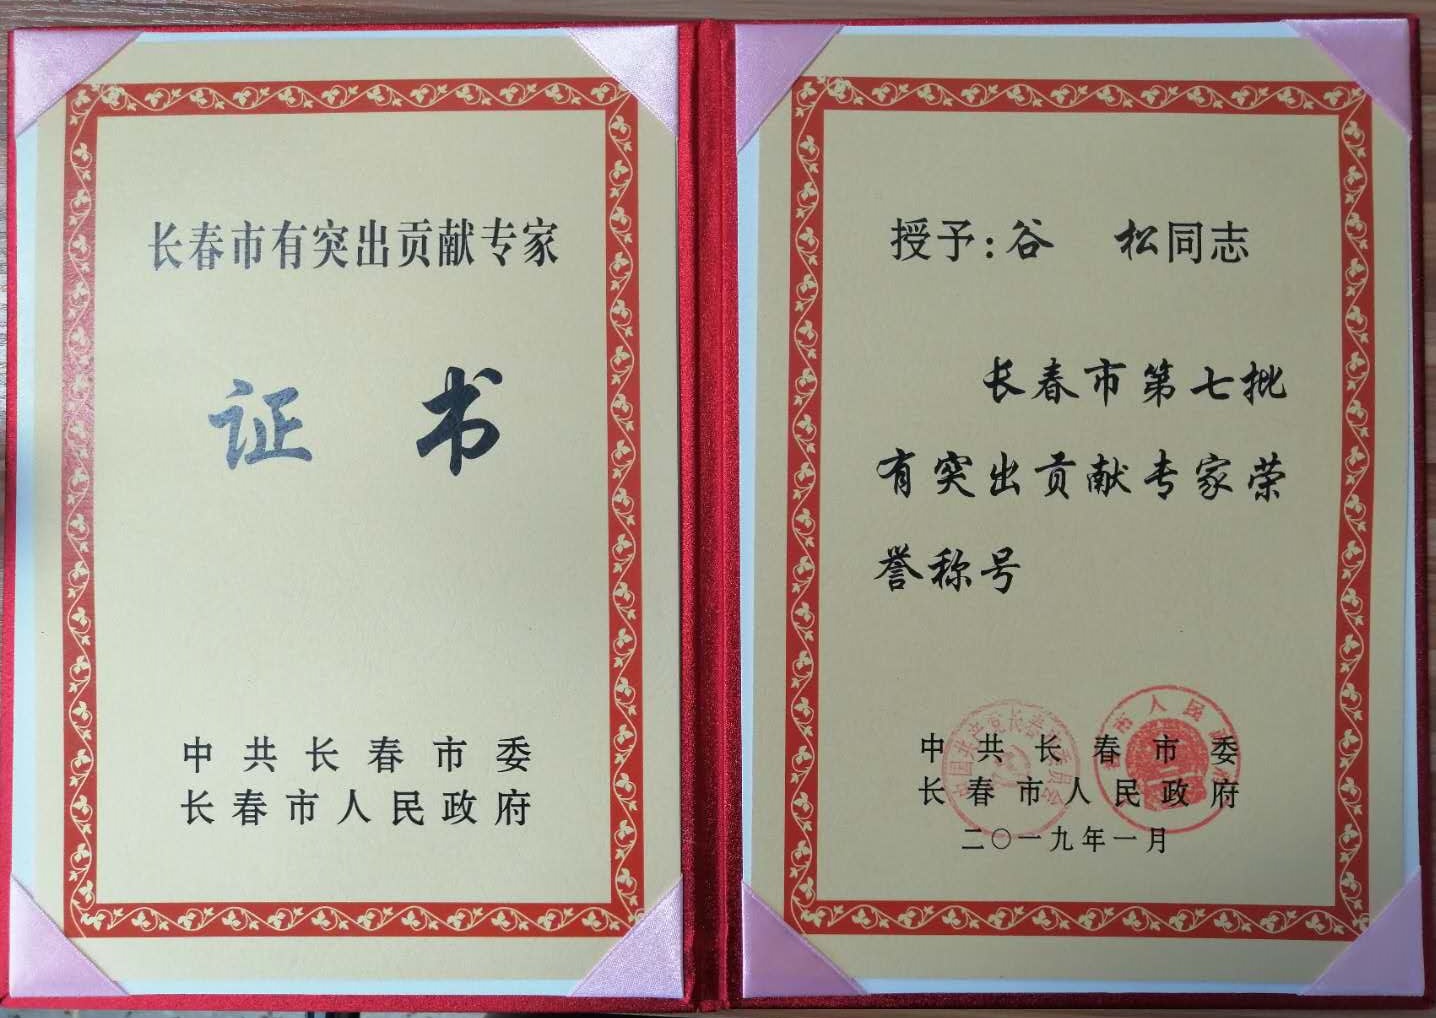 长春市有突出贡献专家
证 书
中共长春市委
长春市人民政府
授予:谷 松同志
长春市第七批
有突出贡献专家荣
誉称号
中共长春市委
长春市人民政府
二〇一九年一月